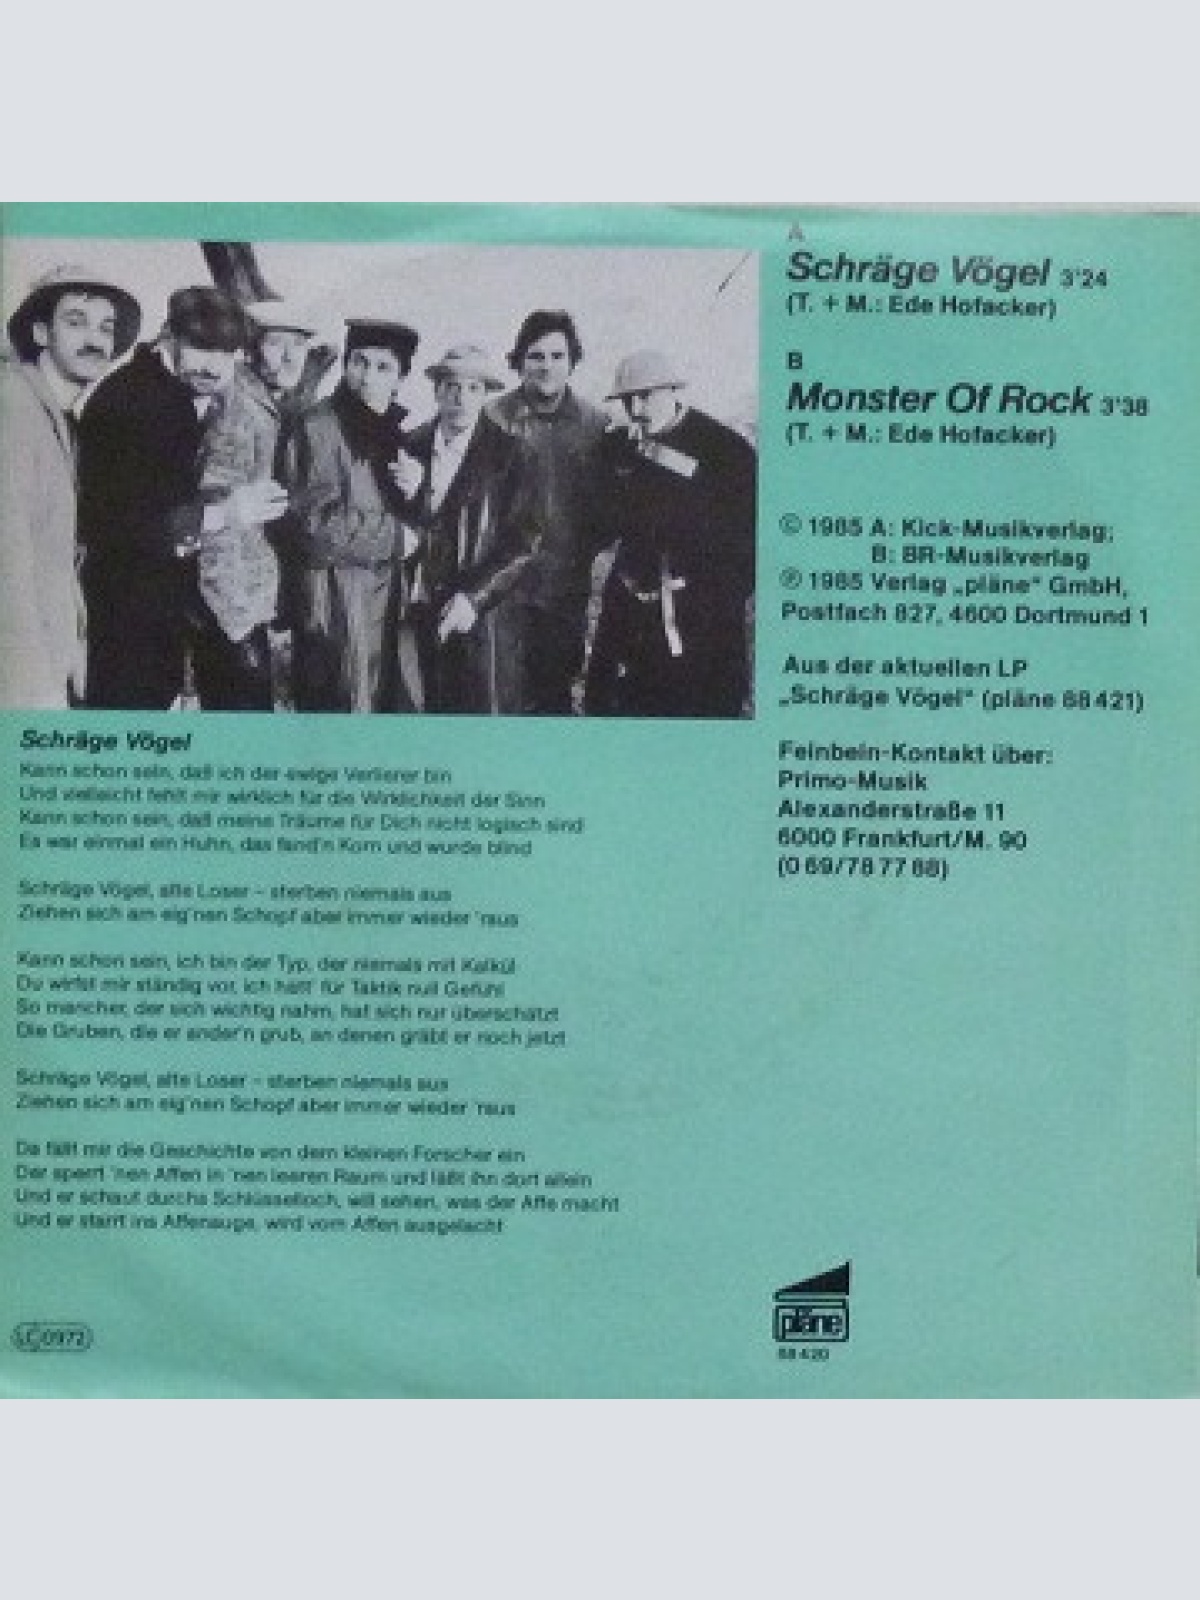 A
Schräge Vögel 3'24
(T. + M.: Ede Hofacker)
B
Monster Of Rock 3'38
(T. + M.: Ede Hofacker)
© 1985 A: Kick-Musikverlag;
B: BR-Musikverlag
℗ 1985 Verlag „pläne“ GmbH,
Postfach 827, 4600 Dortmund 1
Aus der aktuellen LP
„Schräge Vögel“ (pläne 88 421)
Feinbein-Kontakt über:
Primo-Musik
Alexanderstraße 11
6000 Frankfurt/M. 90
(0 69/78 77 88)
Schräge Vögel
Kann schon sein, daß ich der ewige Verlierer bin
Und vielleicht fehlt mir wirklich für die Wirklichkeit der Sinn
Kann schon sein, daß meine Träume für Dich nicht logisch sind
Es war einmal ein Huhn, das fand'n Korn und wurde blind
Schräge Vögel, alte Loser – sterben niemals aus
Ziehen sich am eig'nen Schopf aber immer wieder 'raus
Kann schon sein, ich bin der Typ, der niemals mit Kalkül
Du wirfst mir ständig vor, ich hätt' für Taktik null Gefühl
So mancher, der sich wichtig nahm, hat sich nur überschätzt
Die Gruben, die er ander'n grub, an denen gräbt er noch jetzt
Schräge Vögel, alte Loser – sterben niemals aus
Ziehen sich am eig'nen Schopf aber immer wieder 'raus
Da fällt mir die Geschichte von dem kleinen Forscher ein
Der sperrt 'nen Affen in 'nen leeren Raum und läßt ihn dort allein
Und er schaut durchs Schlüsselloch, will sehen, was der Affe macht
Und er starrt ins Affenauge, wird vom Affen ausgelacht
LC 0972
pläne
88 420